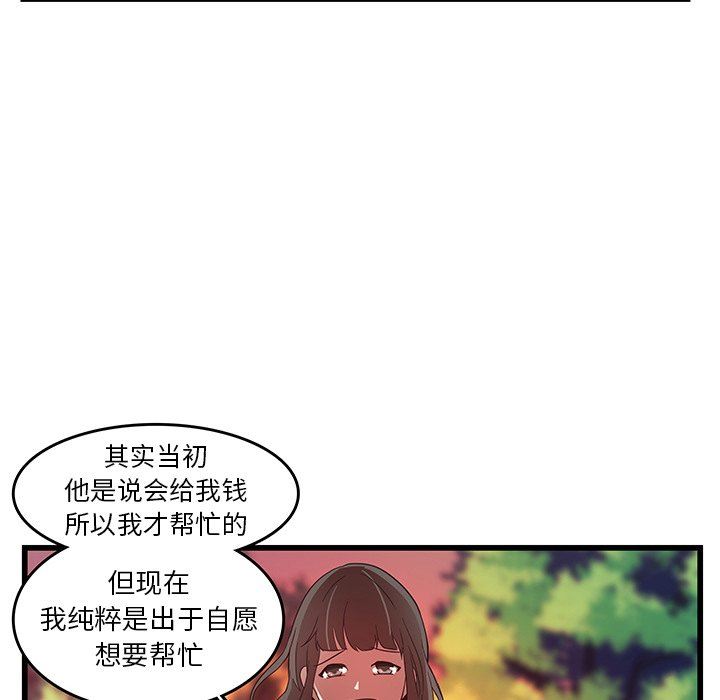 其实当初
他是说会给我钱
所以我才帮忙的
但现在
我纯粹是出于自愿
想要帮忙